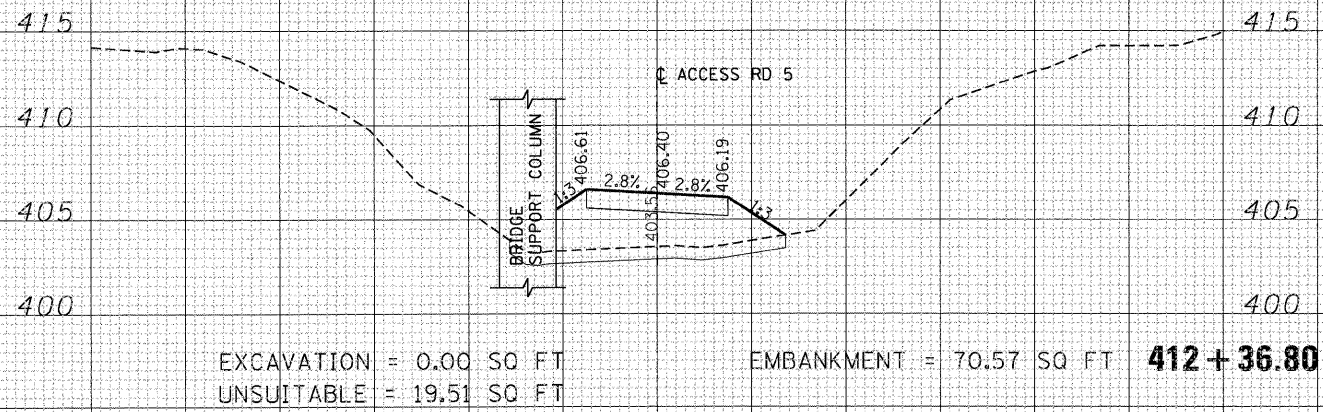 415
415
℄ ACCESS RD 5
410
410
BRIDGE
SUPPORT COLUMN
1:3
406.61
2.8%
406.40
2.8%
406.19
1:3
405
405
400
400
EXCAVATION = 0.00 SQ FT
EMBANKMENT = 70.57 SQ FT
412 + 36.80
UNSUITABLE = 19.51 SQ FT